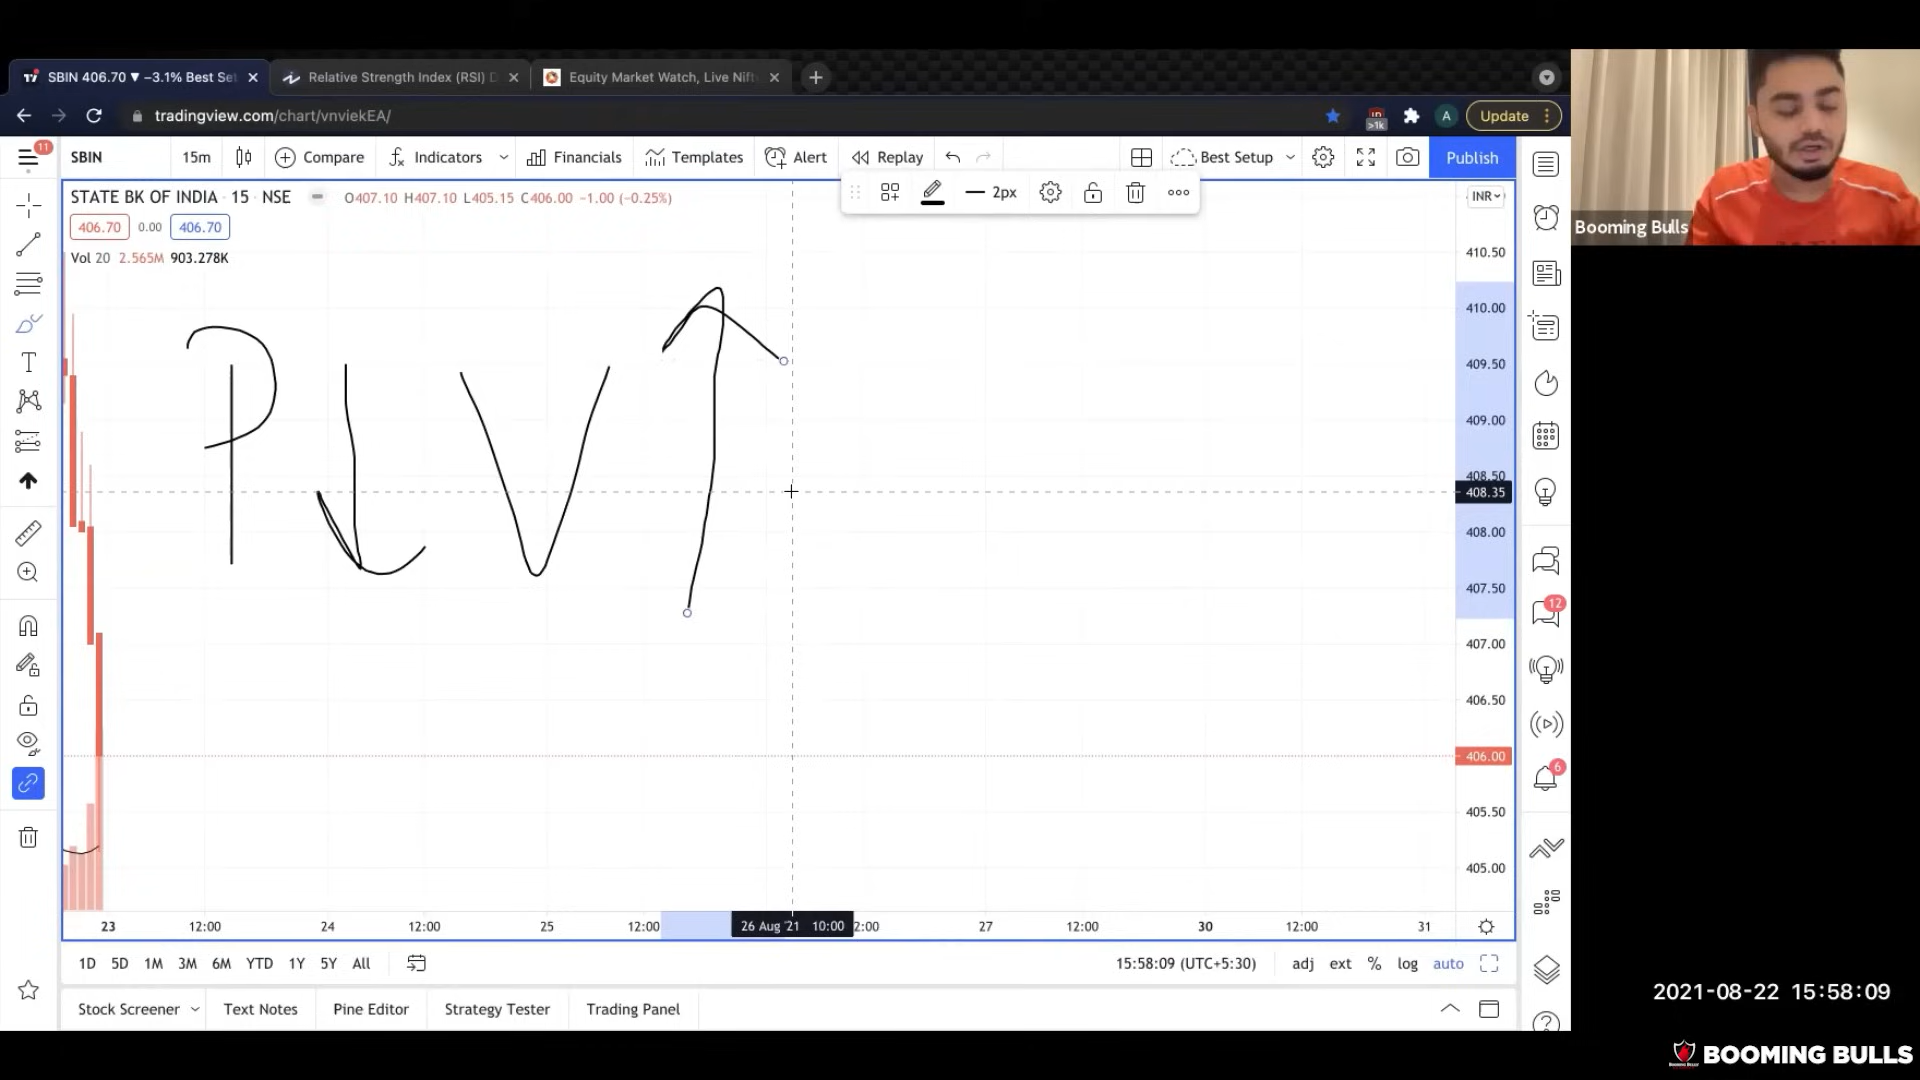 SBIN 406.70 ▼ −3.1% Best Set
Relative Strength Index (RSI) D
Equity Market Watch, Live Nift
tradingview.com/chart/vnviekEA/
>1k
A
Update
11
SBIN
15m
Compare
Indicators
Financials
Templates
Alert
Replay
Best Setup
Publish
STATE BK OF INDIA · 15 · NSE
O407.10 H407.10 L405.15 C406.00 −1.00 (−0.25%)
2px
INR
406.70
0.00
406.70
Vol 20 2.565M 903.278K
Booming Bulls
P ↓ V ↑
410.50
410.00
409.50
409.00
408.50
408.35
408.00
407.50
407.00
406.50
406.00
405.50
405.00
12
6
23 12:00 24 12:00 25 12:00 26 Aug '21 10:00 2:00 27 12:00 30 12:00 31
1D 5D 1M 3M 6M YTD 1Y 5Y All
15:58:09 (UTC+5:30) adj ext % log auto
Stock Screener Text Notes Pine Editor Strategy Tester Trading Panel
2021-08-22 15:58:09
BOOMING BULLS